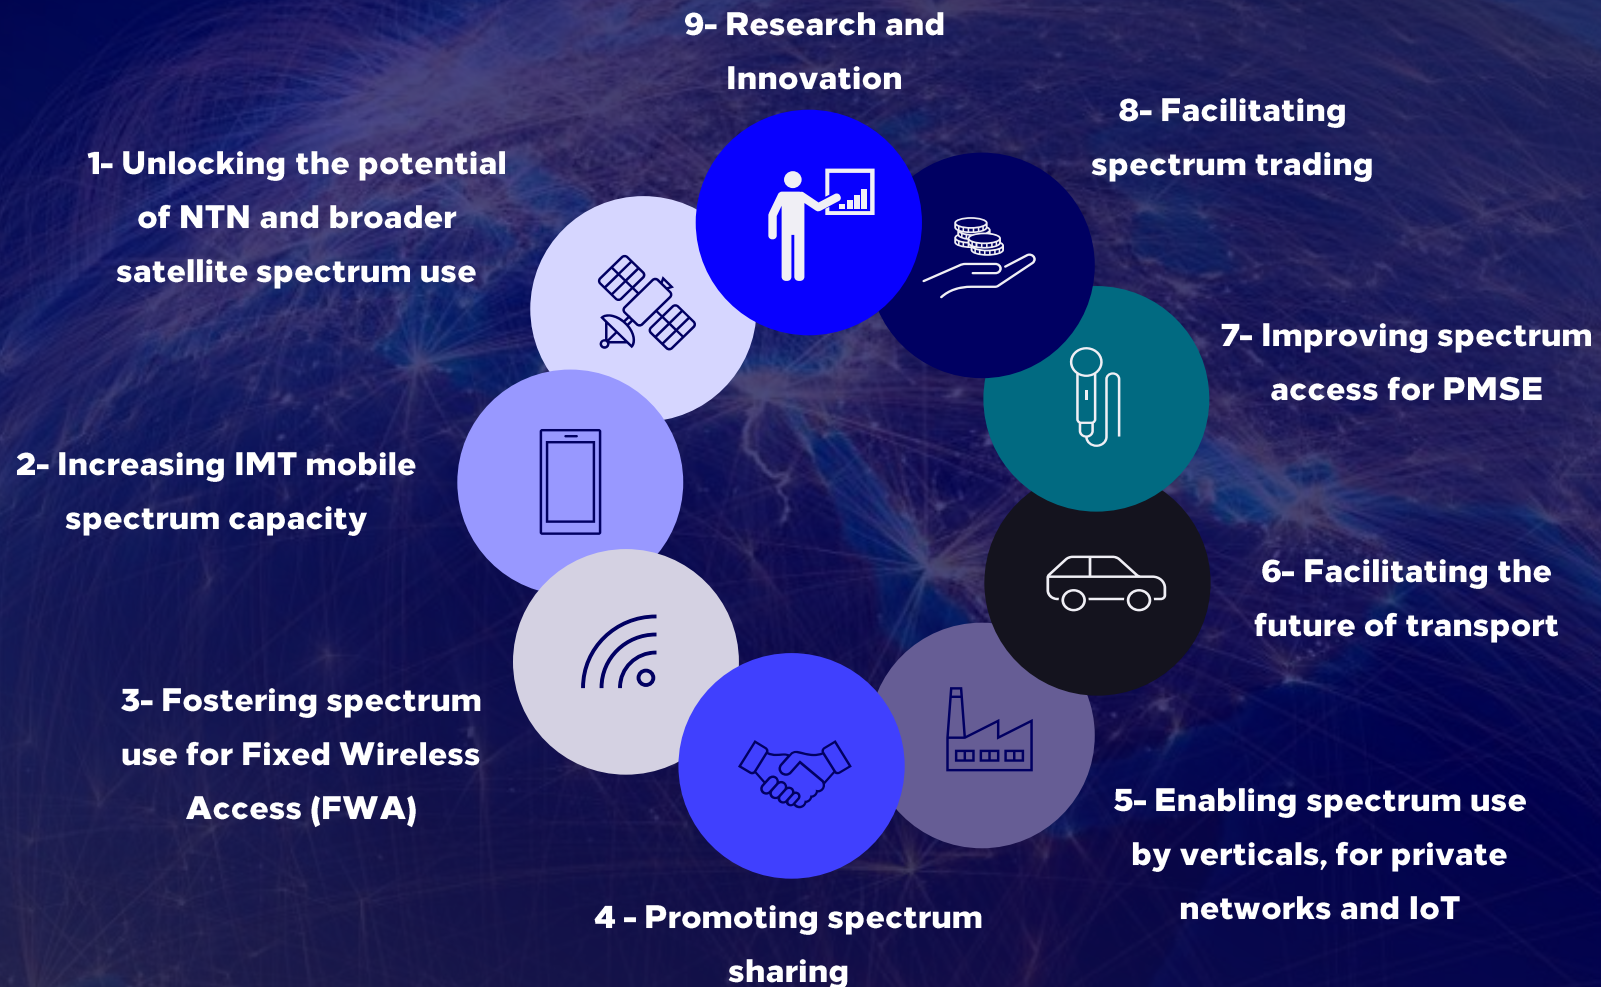 9- Research and
Innovation
8- Facilitating
spectrum trading
1- Unlocking the potential
of NTN and broader
satellite spectrum use
7- Improving spectrum
access for PMSE
2- Increasing IMT mobile
spectrum capacity
6- Facilitating the
future of transport
3- Fostering spectrum
use for Fixed Wireless
Access (FWA)
5- Enabling spectrum use
by verticals, for private
networks and IoT
4 - Promoting spectrum
sharing